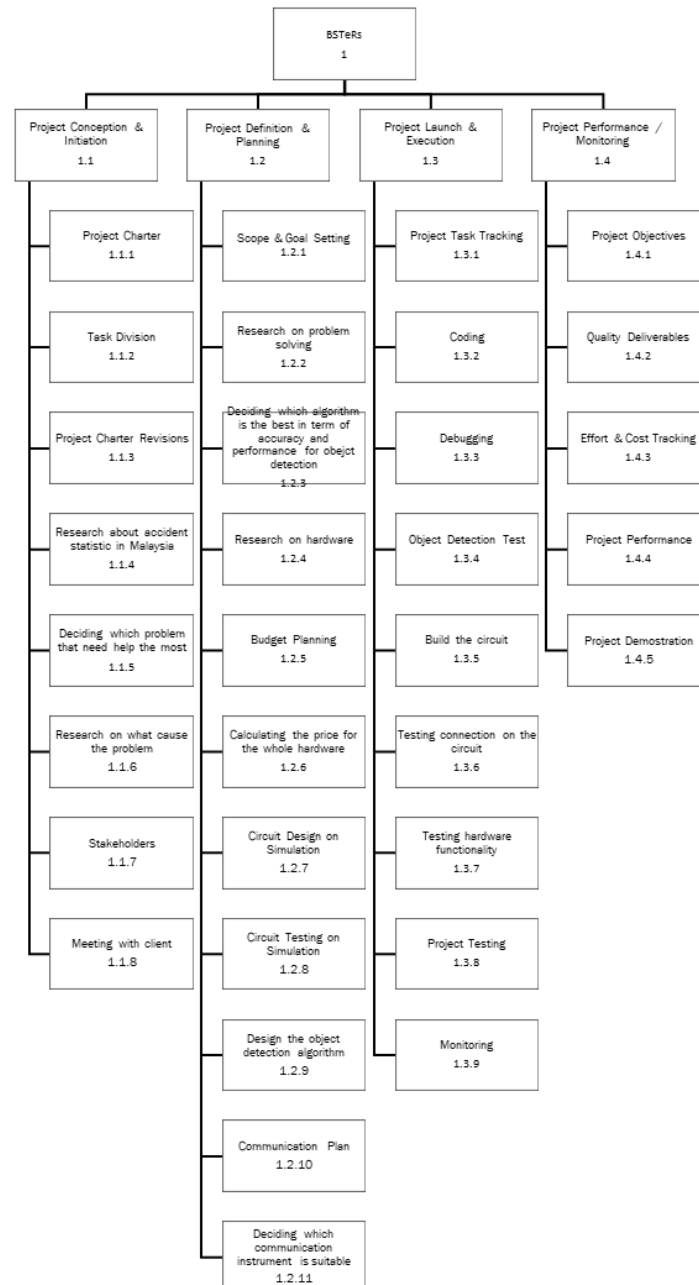 BSTeRs
1
Project Conception &
Initiation
1.1
Project Definition &
Planning
1.2
Project Launch &
Execution
1.3
Project Performance /
Monitoring
1.4
Project Charter
1.1.1
Task Division
1.1.2
Project Charter Revisions
1.1.3
Research about accident
statistic in Malaysia
1.1.4
Deciding which problem
that need help the most
1.1.5
Research on what cause
the problem
1.1.6
Stakeholders
1.1.7
Meeting with client
1.1.8
Scope & Goal Setting
1.2.1
Research on problem
solving
1.2.2
Deciding which algorithm
is the best in term of
accuracy and
performance for obejct
detection
1.2.3
Research on hardware
1.2.4
Budget Planning
1.2.5
Calculating the price for
the whole hardware
1.2.6
Circuit Design on
Simulation
1.2.7
Circuit Testing on
Simulation
1.2.8
Design the object
detection algorithm
1.2.9
Communication Plan
1.2.10
Deciding which
communication
instrument is suitable
1.2.11
Project Task Tracking
1.3.1
Coding
1.3.2
Debugging
1.3.3
Object Detection Test
1.3.4
Build the circuit
1.3.5
Testing connection on the
circuit
1.3.6
Testing hardware
functionality
1.3.7
Project Testing
1.3.8
Monitoring
1.3.9
Project Objectives
1.4.1
Quality Deliverables
1.4.2
Effort & Cost Tracking
1.4.3
Project Performance
1.4.4
Project Demostration
1.4.5